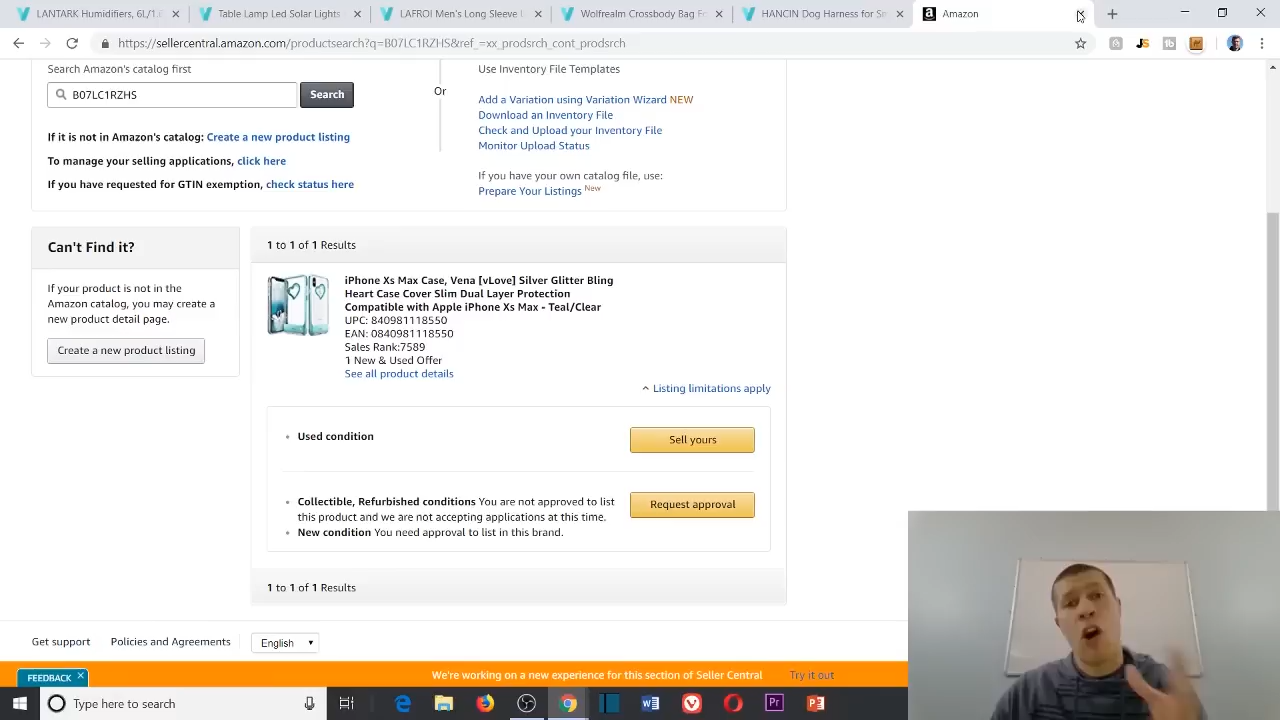 LANTARK Humidifiers, 6L/1.
Table Lamp Led Solar Lights
LAFROI Men's Long Sleeve
Wolfrealm Crossbody Bag Fo
HANCIN Dog Harness for Sm
Amazon
https://sellercentral.amazon.com/productsearch?q=B07LC1RZHS&ref_=xx_prodsrch_cont_prodsrch
Search Amazon's catalog first
B07LC1RZHS
Search
If it is not in Amazon's catalog: Create a new product listing
To manage your selling applications, click here
If you have requested for GTIN exemption, check status here
Or
Use Inventory File Templates
Add a Variation using Variation Wizard NEW
Download an Inventory File
Check and Upload your Inventory File
Monitor Upload Status
If you have your own catalog file, use:
Prepare Your Listings New
Can't Find it?
If your product is not in the
Amazon catalog, you may create a
new product detail page.
Create a new product listing
1 to 1 of 1 Results
iPhone Xs Max Case, Vena [vLove] Silver Glitter Bling
Heart Case Cover Slim Dual Layer Protection
Compatible with Apple iPhone Xs Max - Teal/Clear
UPC: 840981118550
EAN: 0840981118550
Sales Rank:7589
1 New & Used Offer
See all product details
Listing limitations apply
Used condition
Sell yours
Collectible, Refurbished conditions You are not approved to list
this product and we are not accepting applications at this time.
New condition You need approval to list in this brand.
Request approval
1 to 1 of 1 Results
Get support
Policies and Agreements
English
FEEDBACK
We're working on a new experience for this section of Seller Central
Try it out
Type here to search